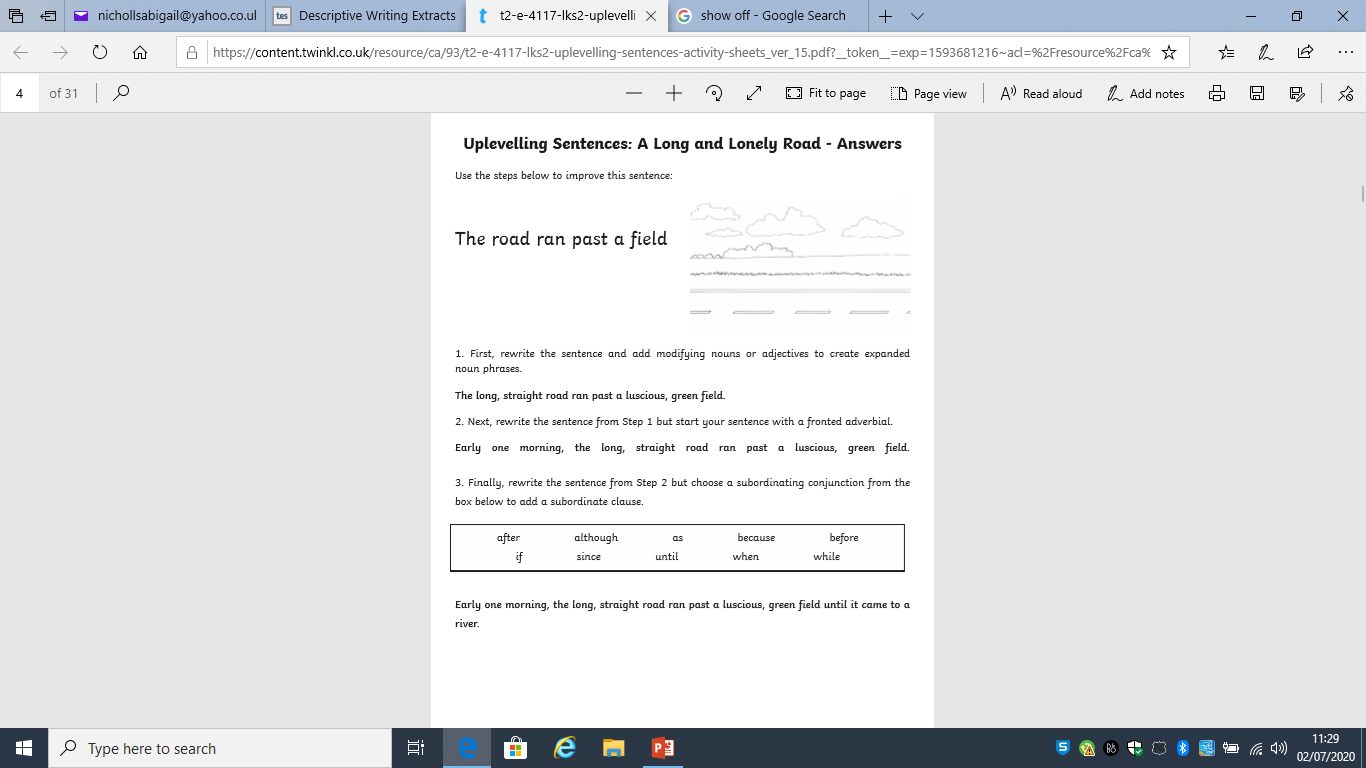 nichollsabigail@yahoo.co.ul
tes Descriptive Writing Extracts
t t2-e-4117-lks2-uplevelli
G show off - Google Search
https://content.twinkl.co.uk/resource/ca/93/t2-e-4117-lks2-uplevelling-sentences-activity-sheets_ver_15.pdf?__token__=exp=1593681216~acl=%2Fresource%2Fca%
4 of 31
Fit to page
Page view
Read aloud
Add notes
Uplevelling Sentences: A Long and Lonely Road - Answers
Use the steps below to improve this sentence:
The road ran past a field
1. First, rewrite the sentence and add modifying nouns or adjectives to create expanded
noun phrases.
The long, straight road ran past a luscious, green field.
2. Next, rewrite the sentence from Step 1 but start your sentence with a fronted adverbial.
Early one morning, the long, straight road ran past a luscious, green field.
3. Finally, rewrite the sentence from Step 2 but choose a subordinating conjunction from the
box below to add a subordinate clause.
after although as because before
if since until when while
Early one morning, the long, straight road ran past a luscious, green field until it came to a
river.
Type here to search
11:29
02/07/2020